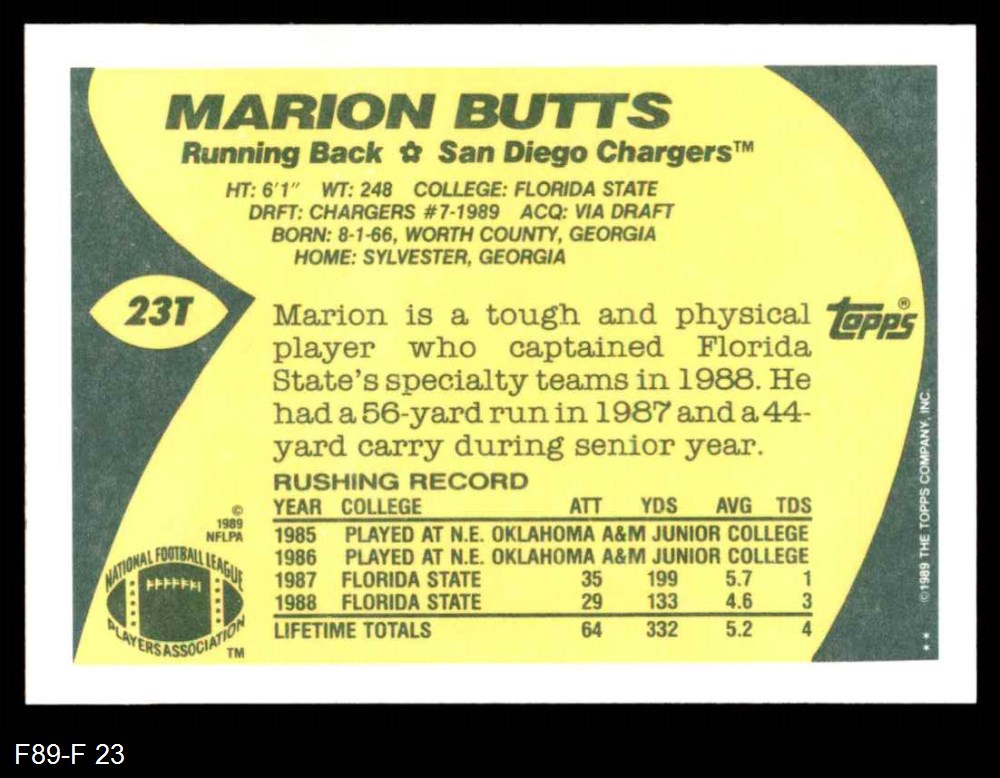 MARION BUTTS
Running Back ✿ San Diego Chargers™
HT: 6'1" WT: 248 COLLEGE: FLORIDA STATE
DRFT: CHARGERS #7-1989 ACQ: VIA DRAFT
BORN: 8-1-66, WORTH COUNTY, GEORGIA
HOME: SYLVESTER, GEORGIA
23T
Marion is a tough and physical
player who captained Florida
State's specialty teams in 1988. He
had a 56-yard run in 1987 and a 44-
yard carry during senior year.
topps®
RUSHING RECORD
YEAR COLLEGE ATT YDS AVG TDS
1985 PLAYED AT N.E. OKLAHOMA A&M JUNIOR COLLEGE
1986 PLAYED AT N.E. OKLAHOMA A&M JUNIOR COLLEGE
1987 FLORIDA STATE 35 199 5.7 1
1988 FLORIDA STATE 29 133 4.6 3
LIFETIME TOTALS 64 332 5.2 4
©
1989
NFLPA
NATIONAL FOOTBALL LEAGUE
PLAYERS ASSOCIATION
TM
**©1989 THE TOPPS COMPANY, INC.
F89-F 23